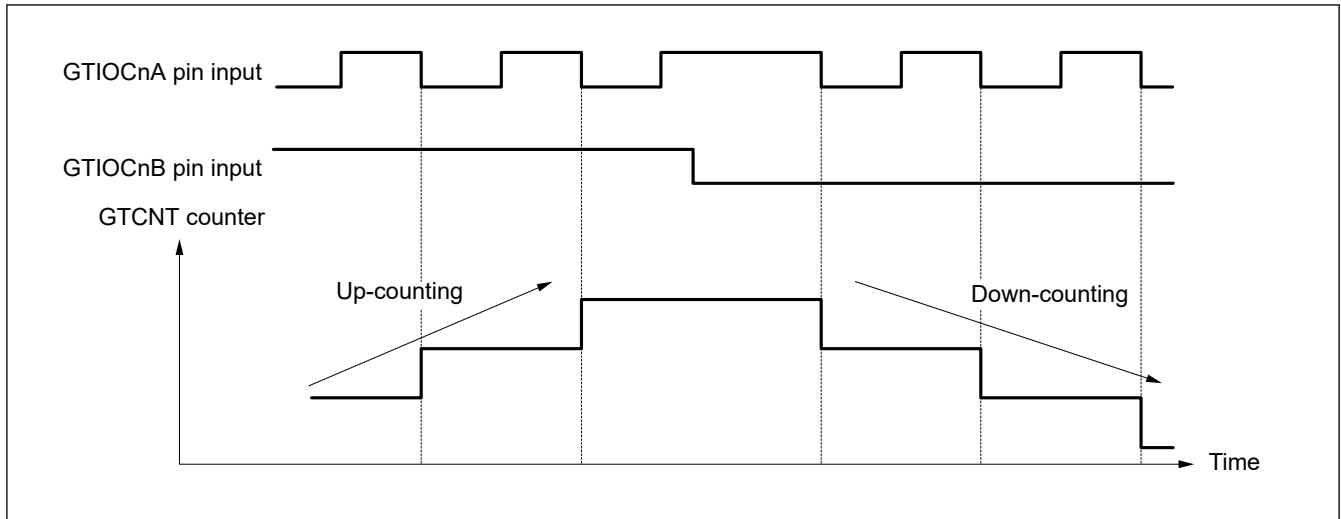 GTIOCnA pin input
GTIOCnB pin input
GTCNT counter
Up-counting
Down-counting
Time